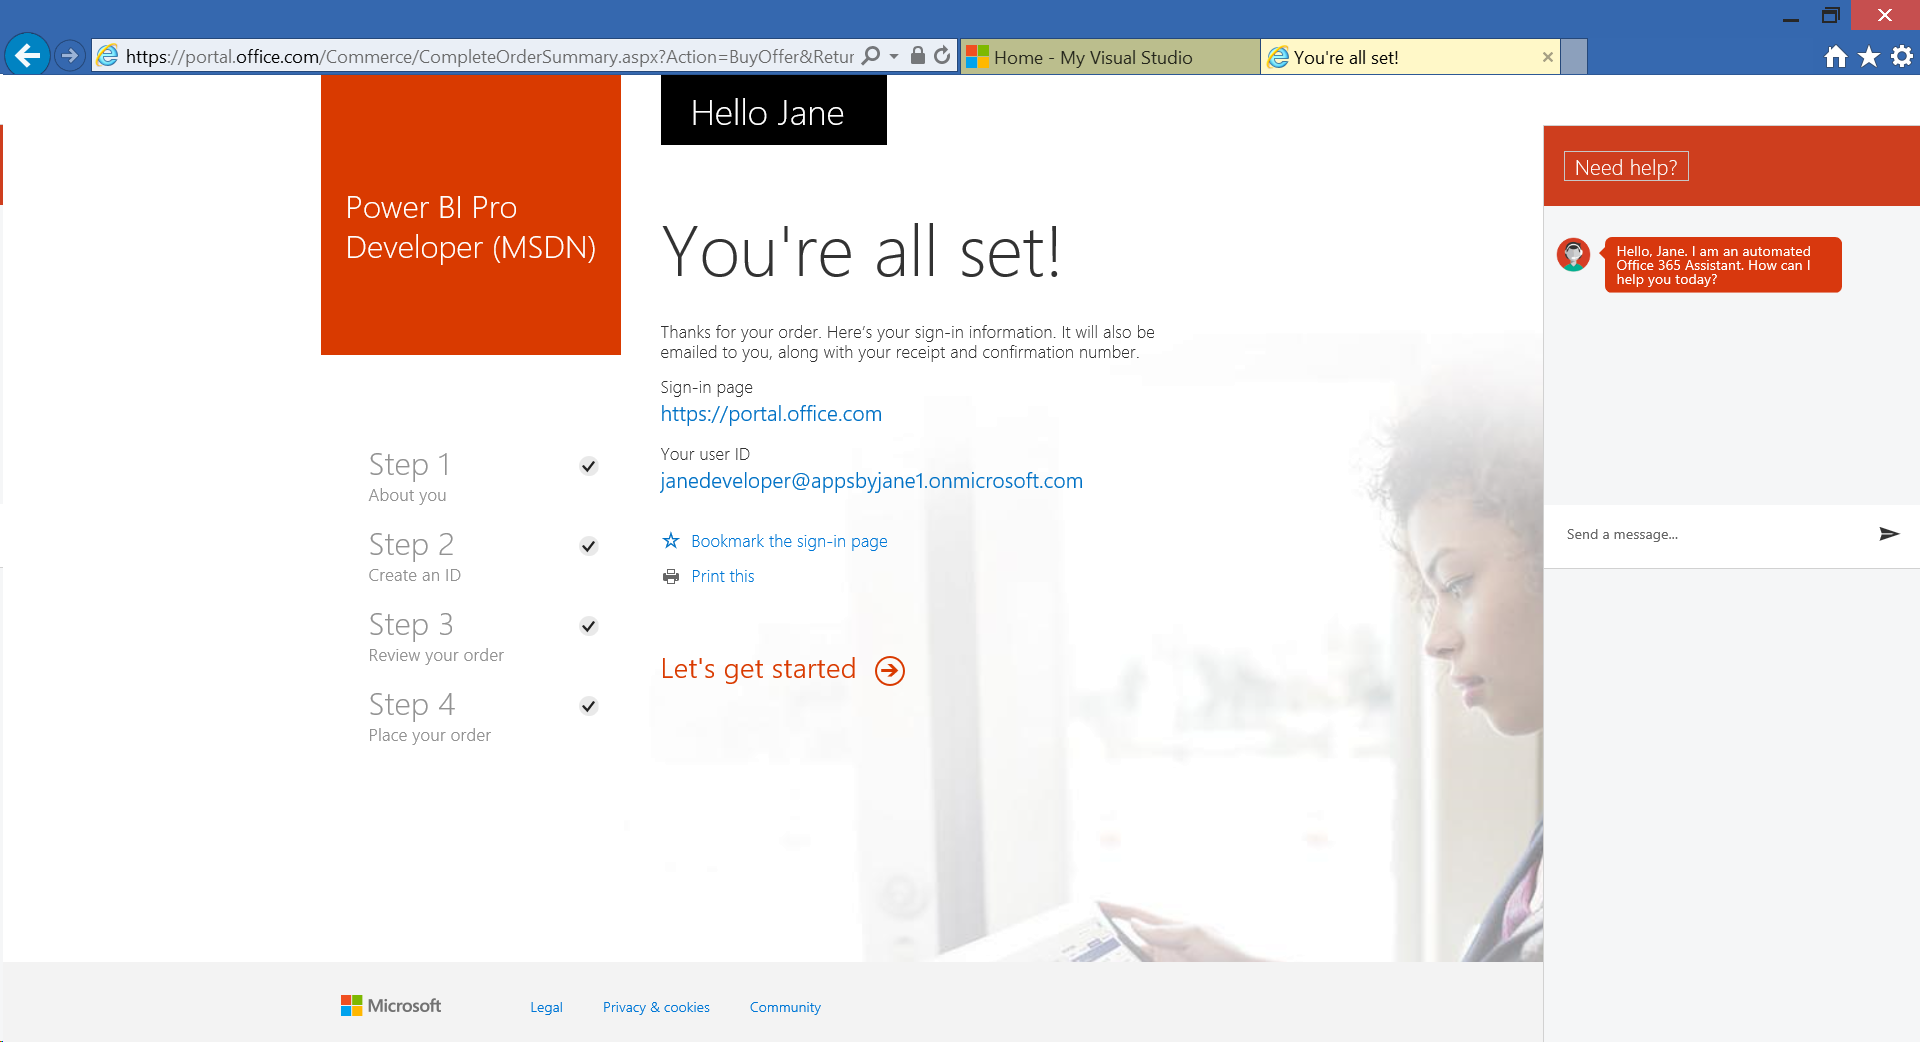 https://portal.office.com/Commerce/CompleteOrderSummary.aspx?Action=BuyOffer&Retur
Home - My Visual Studio
You're all set!
Hello Jane
Power BI Pro
Developer (MSDN)
You're all set!
Thanks for your order. Here's your sign-in information. It will also be
emailed to you, along with your receipt and confirmation number.
Sign-in page
https://portal.office.com
Your user ID
janedeveloper@appsbyjane1.onmicrosoft.com
Bookmark the sign-in page
Print this
Let's get started
Step 1
About you
Step 2
Create an ID
Step 3
Review your order
Step 4
Place your order
Need help?
Hello, Jane. I am an automated
Office 365 Assistant. How can I
help you today?
Send a message...
Microsoft
Legal
Privacy & cookies
Community